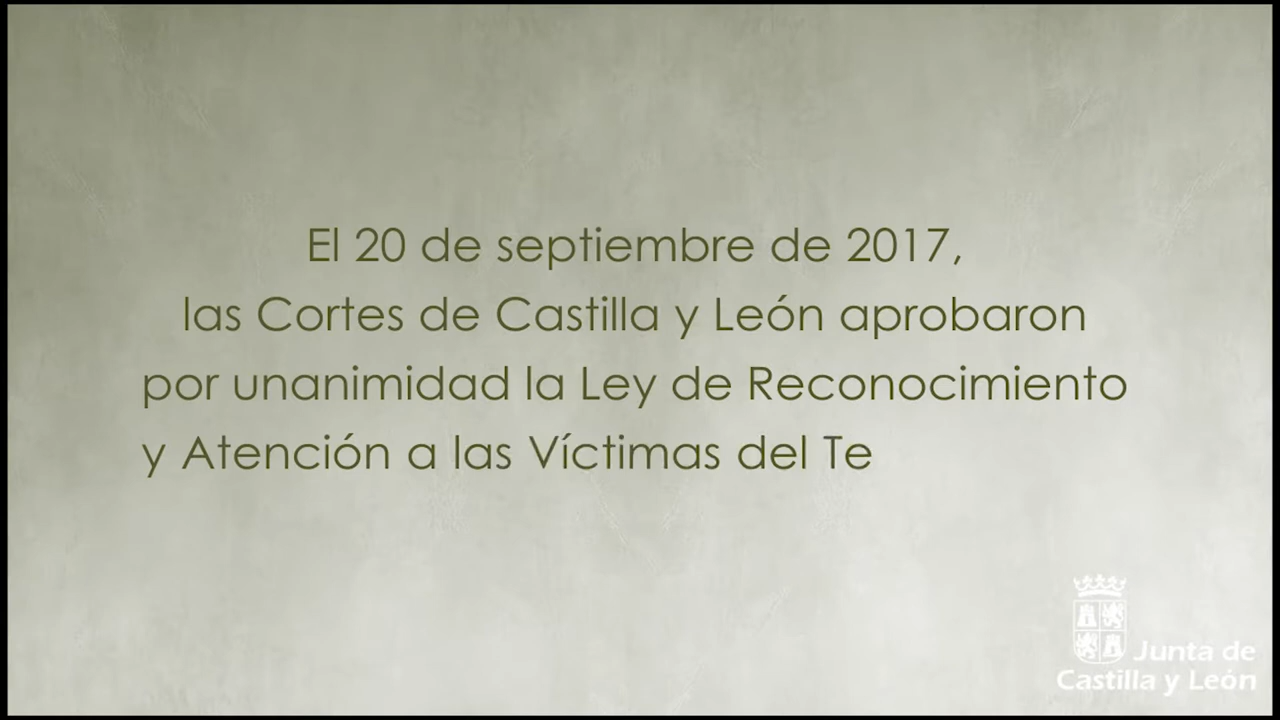 El 20 de septiembre de 2017,
las Cortes de Castilla y León aprobaron
por unanimidad la Ley de Reconocimiento
y Atención a las Víctimas del Te
Junta de
Castilla y León